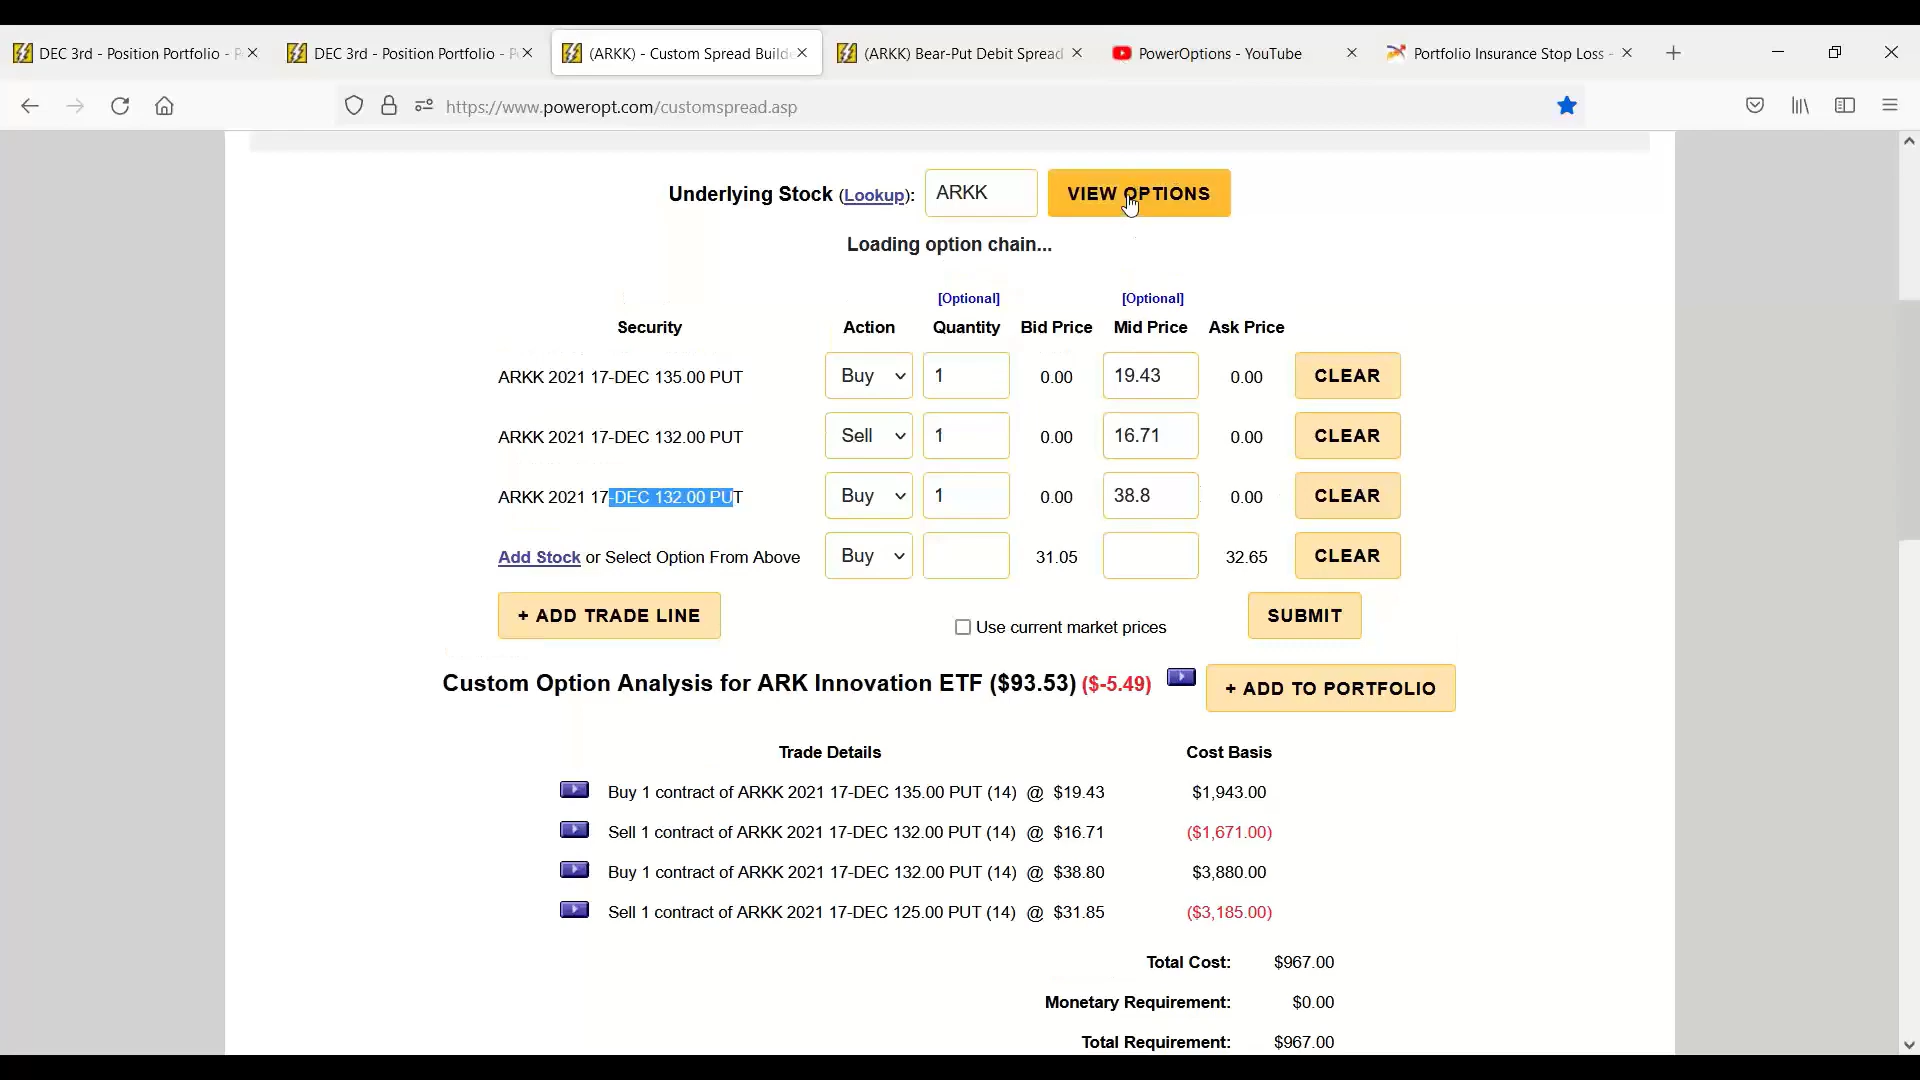 DEC 3rd - Position Portfolio - P
DEC 3rd - Position Portfolio - P
(ARKK) - Custom Spread Builde
(ARKK) Bear-Put Debit Spread
PowerOptions - YouTube
Portfolio Insurance Stop Loss -
https://www.poweropt.com/customspread.asp
Underlying Stock (Lookup): ARKK VIEW OPTIONS
Loading option chain...
[Optional] [Optional]
Security Action Quantity Bid Price Mid Price Ask Price
ARKK 2021 17-DEC 135.00 PUT Buy 1 0.00 19.43 0.00 CLEAR
ARKK 2021 17-DEC 132.00 PUT Sell 1 0.00 16.71 0.00 CLEAR
ARKK 2021 17-DEC 132.00 PUT Buy 1 0.00 38.8 0.00 CLEAR
Add Stock or Select Option From Above Buy 31.05 32.65 CLEAR
+ ADD TRADE LINE Use current market prices SUBMIT
Custom Option Analysis for ARK Innovation ETF ($93.53) ($-5.49) + ADD TO PORTFOLIO
Trade Details Cost Basis
Buy 1 contract of ARKK 2021 17-DEC 135.00 PUT (14) @ $19.43 $1,943.00
Sell 1 contract of ARKK 2021 17-DEC 132.00 PUT (14) @ $16.71 ($1,671.00)
Buy 1 contract of ARKK 2021 17-DEC 132.00 PUT (14) @ $38.80 $3,880.00
Sell 1 contract of ARKK 2021 17-DEC 125.00 PUT (14) @ $31.85 ($3,185.00)
Total Cost: $967.00
Monetary Requirement: $0.00
Total Requirement: $967.00